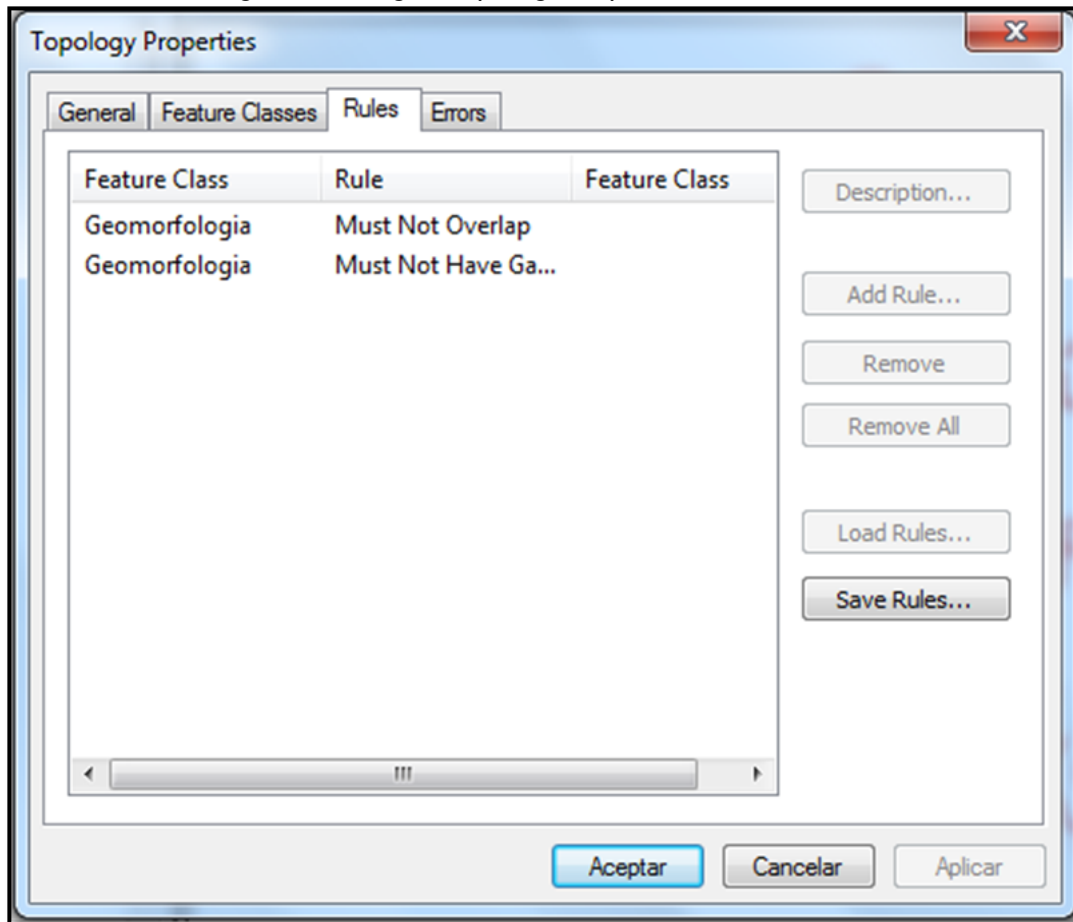 Topology Properties
General Feature Classes Rules Errors
Feature Class Rule Feature Class
Geomorfologia Must Not Overlap
Geomorfologia Must Not Have Ga...
Description...
Add Rule...
Remove
Remove All
Load Rules...
Save Rules...
Aceptar Cancelar Aplicar